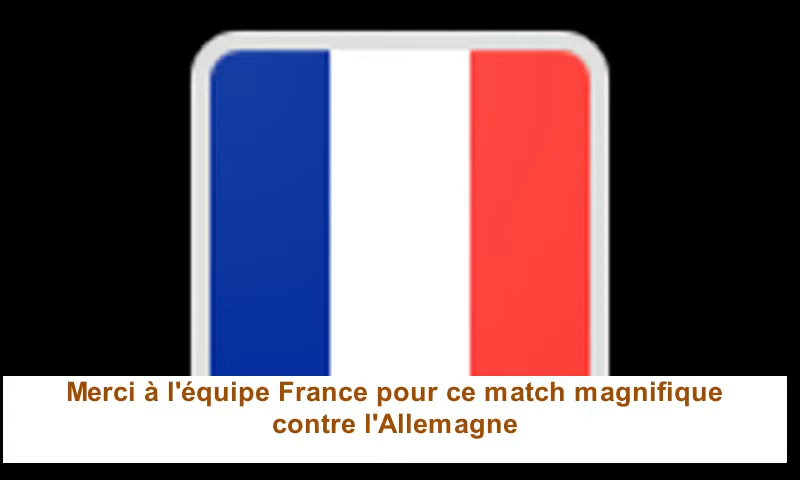 Merci à l'équipe France pour ce match magnifique
contre l'Allemagne